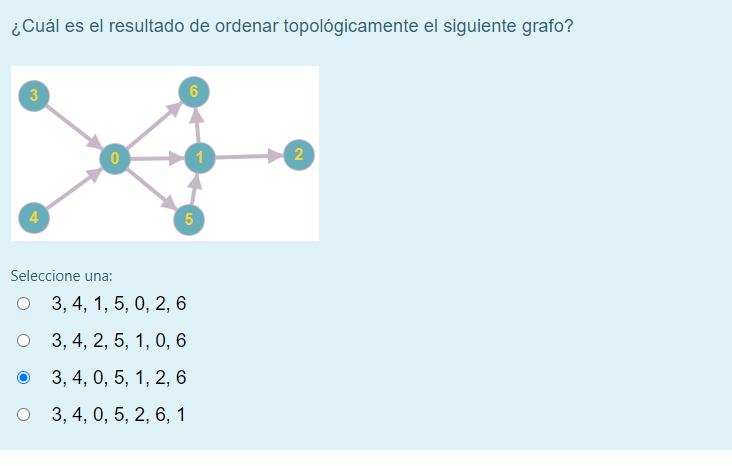 ¿Cuál es el resultado de ordenar topológicamente el siguiente grafo?
3
6
0
1
2
4
5
Seleccione una:
3, 4, 1, 5, 0, 2, 6
3, 4, 2, 5, 1, 0, 6
3, 4, 0, 5, 1, 2, 6
3, 4, 0, 5, 2, 6, 1